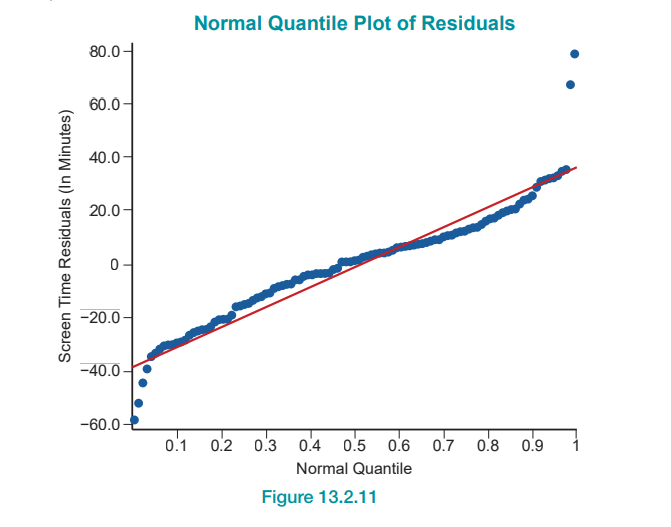 Normal Quantile Plot of Residuals
Screen Time Residuals (In Minutes)
80.0
60.0
40.0
20.0
0
−20.0
−40.0
−60.0
0.1 0.2 0.3 0.4 0.5 0.6 0.7 0.8 0.9 1
Normal Quantile
Figure 13.2.11